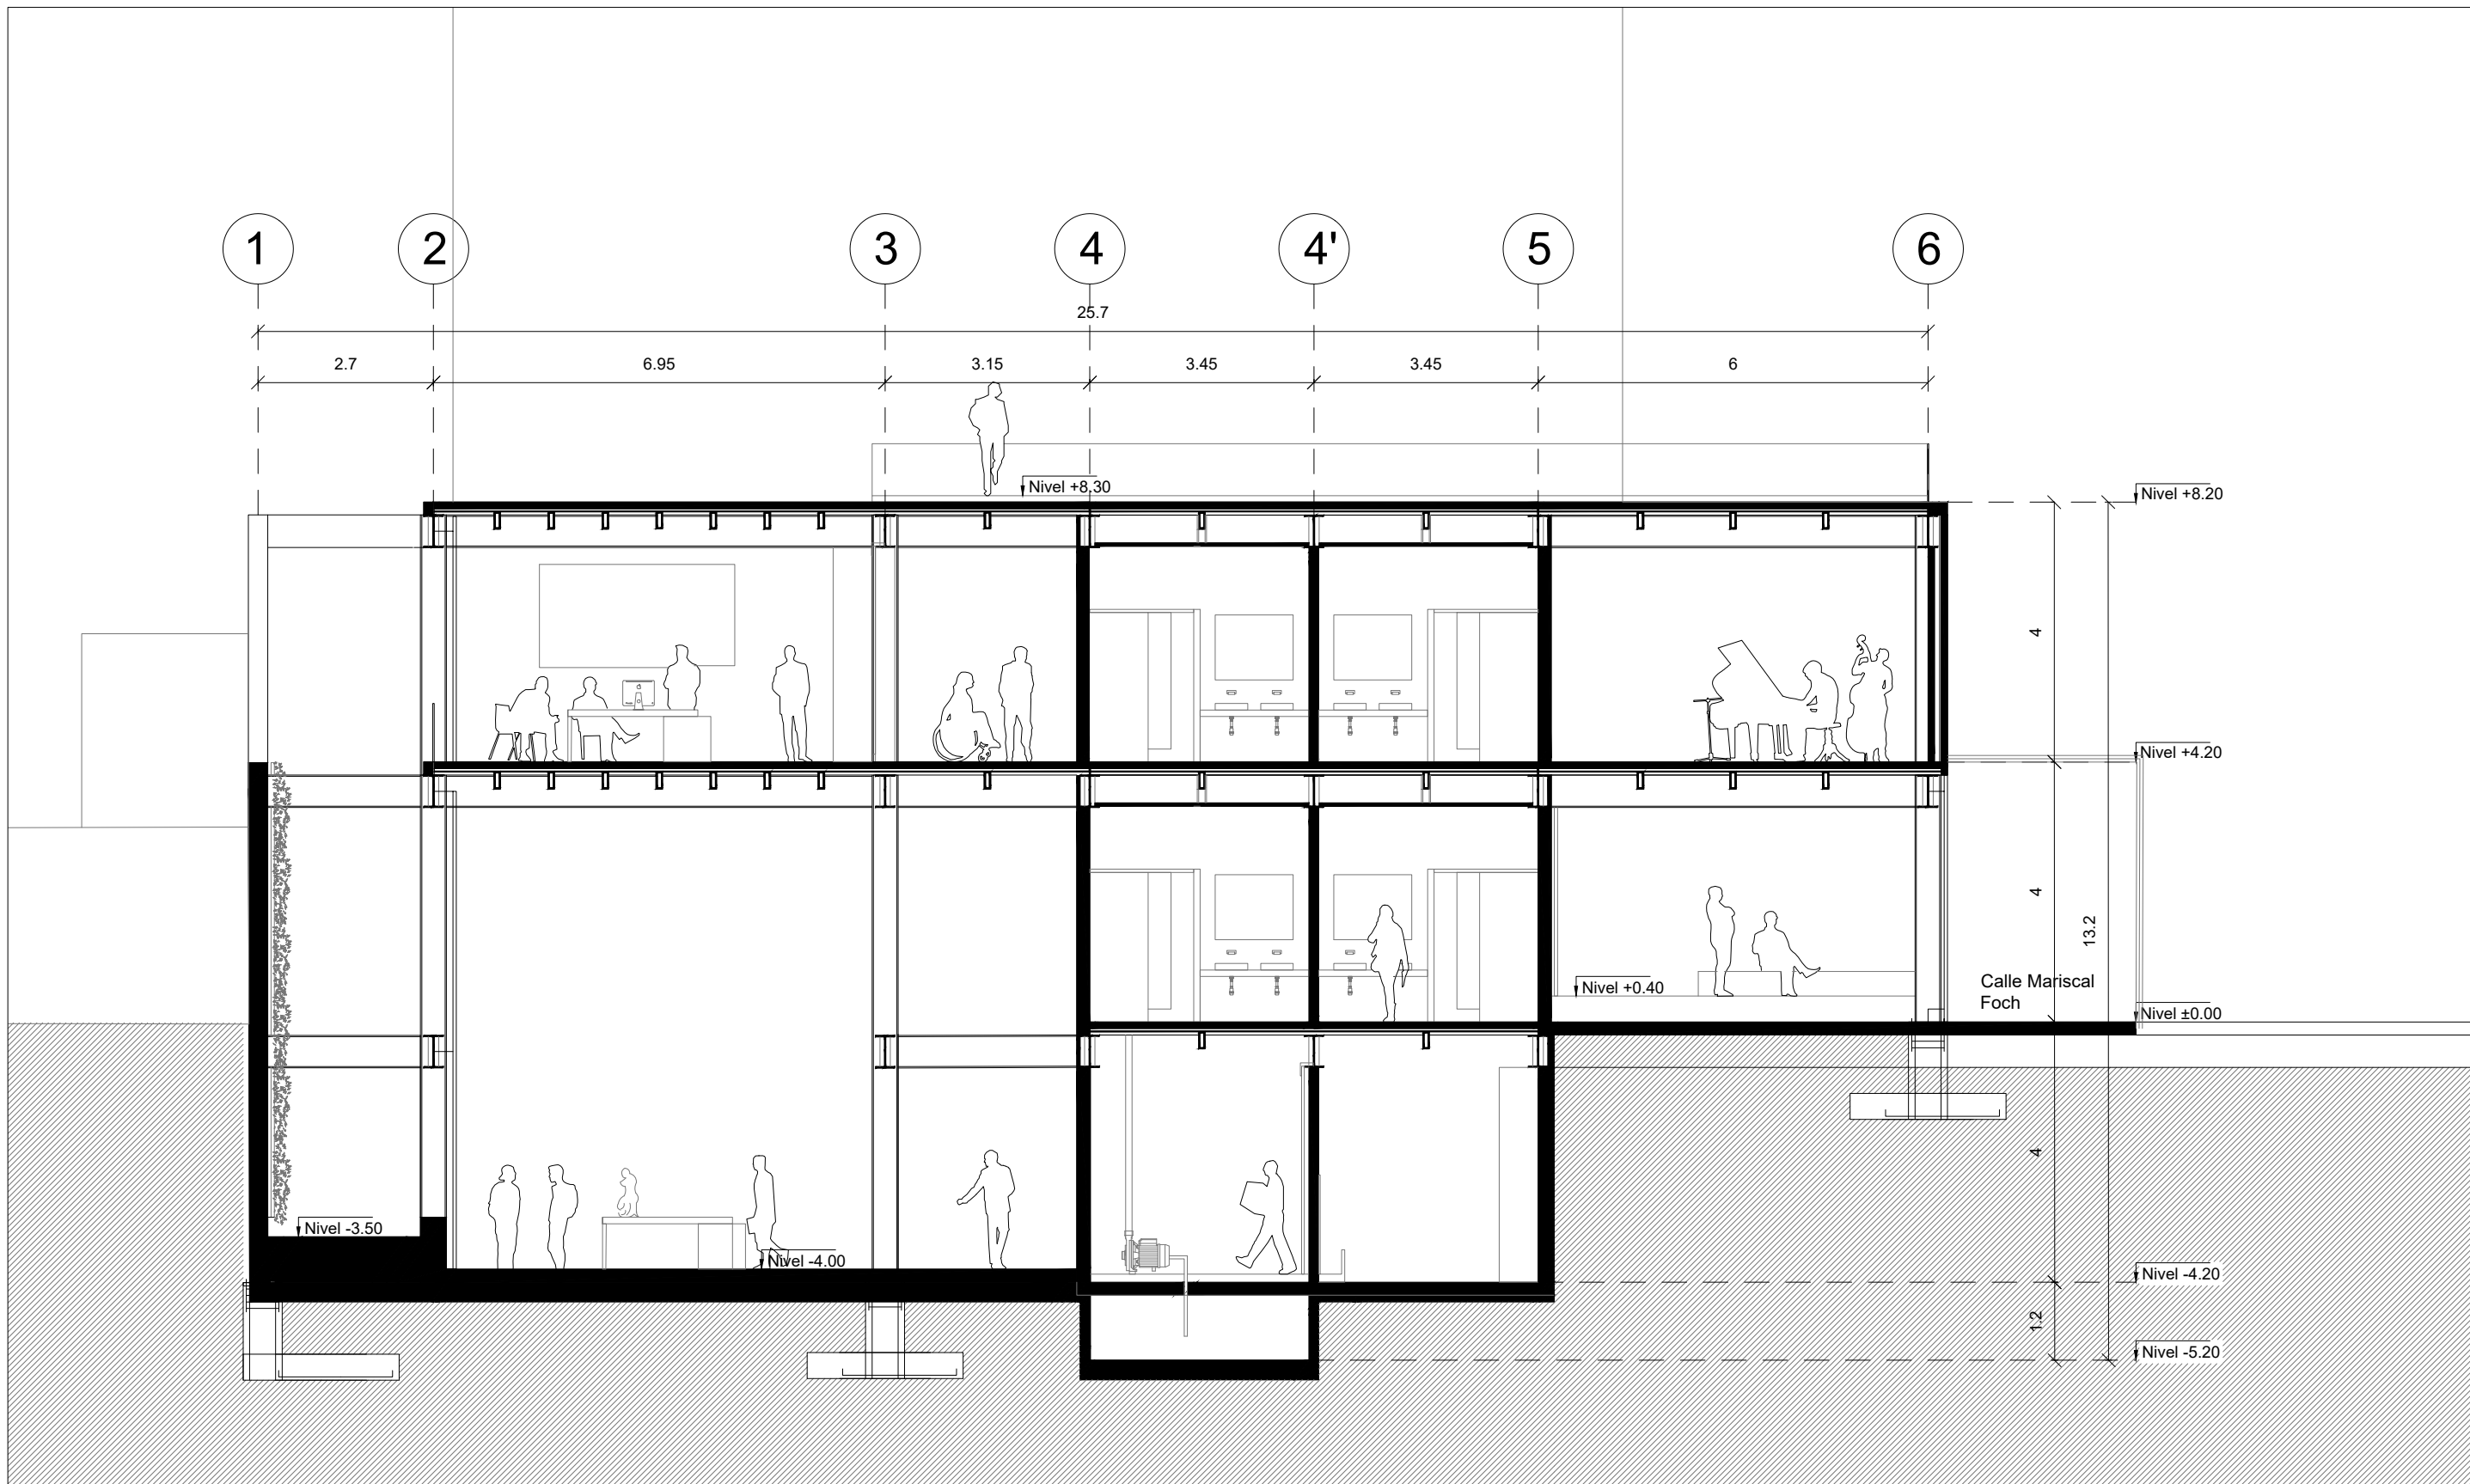 1
2
3
4
4'
5
6
25.7
2.7
6.95
3.15
3.45
3.45
6
Nivel +8.30
Nivel +8.20
4
Nivel +4.20
4
13.2
Nivel +0.40
Calle Mariscal
Foch
Nivel ±0.00
4
Nivel -3.50
Nivel -4.00
Nivel -4.20
1.2
Nivel -5.20